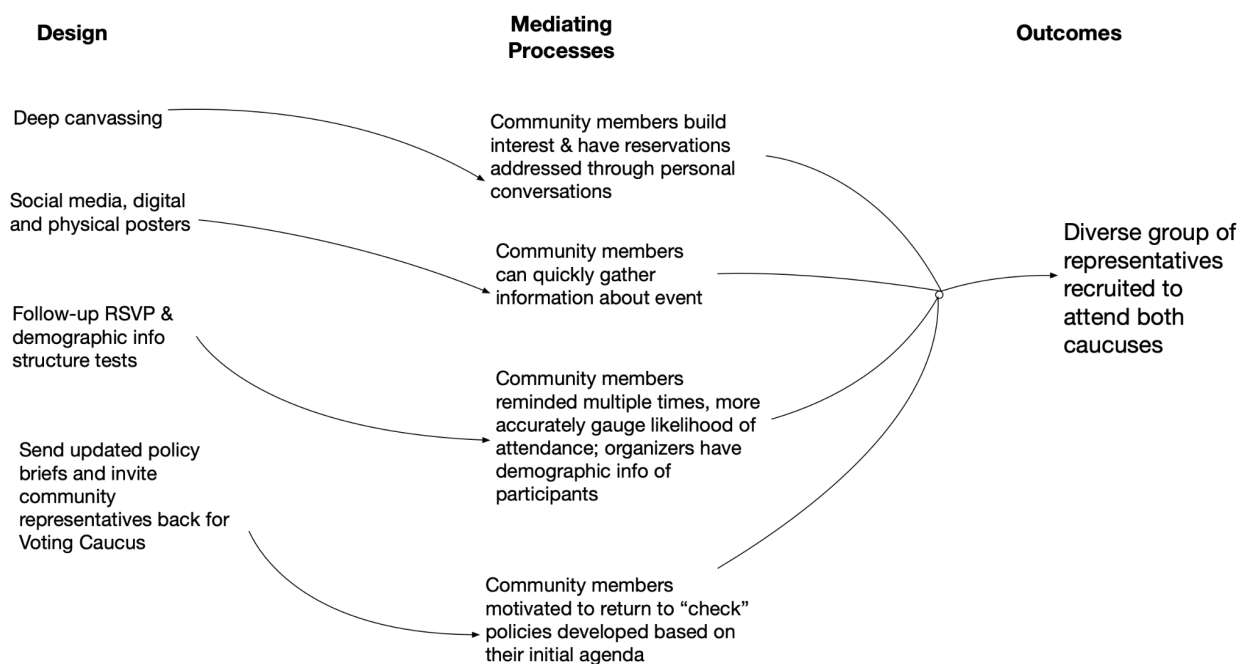 Design
Mediating
Processes
Outcomes
Deep canvassing
Community members build
interest & have reservations
addressed through personal
conversations
Social media, digital
and physical posters
Community members
can quickly gather
information about event
Diverse group of
representatives
recruited to
attend both
caucuses
Follow-up RSVP &
demographic info
structure tests
Community members
reminded multiple times, more
accurately gauge likelihood of
attendance; organizers have
demographic info of
participants
Send updated policy
briefs and invite
community
representatives back for
Voting Caucus
Community members
motivated to return to “check”
policies developed based on
their initial agenda